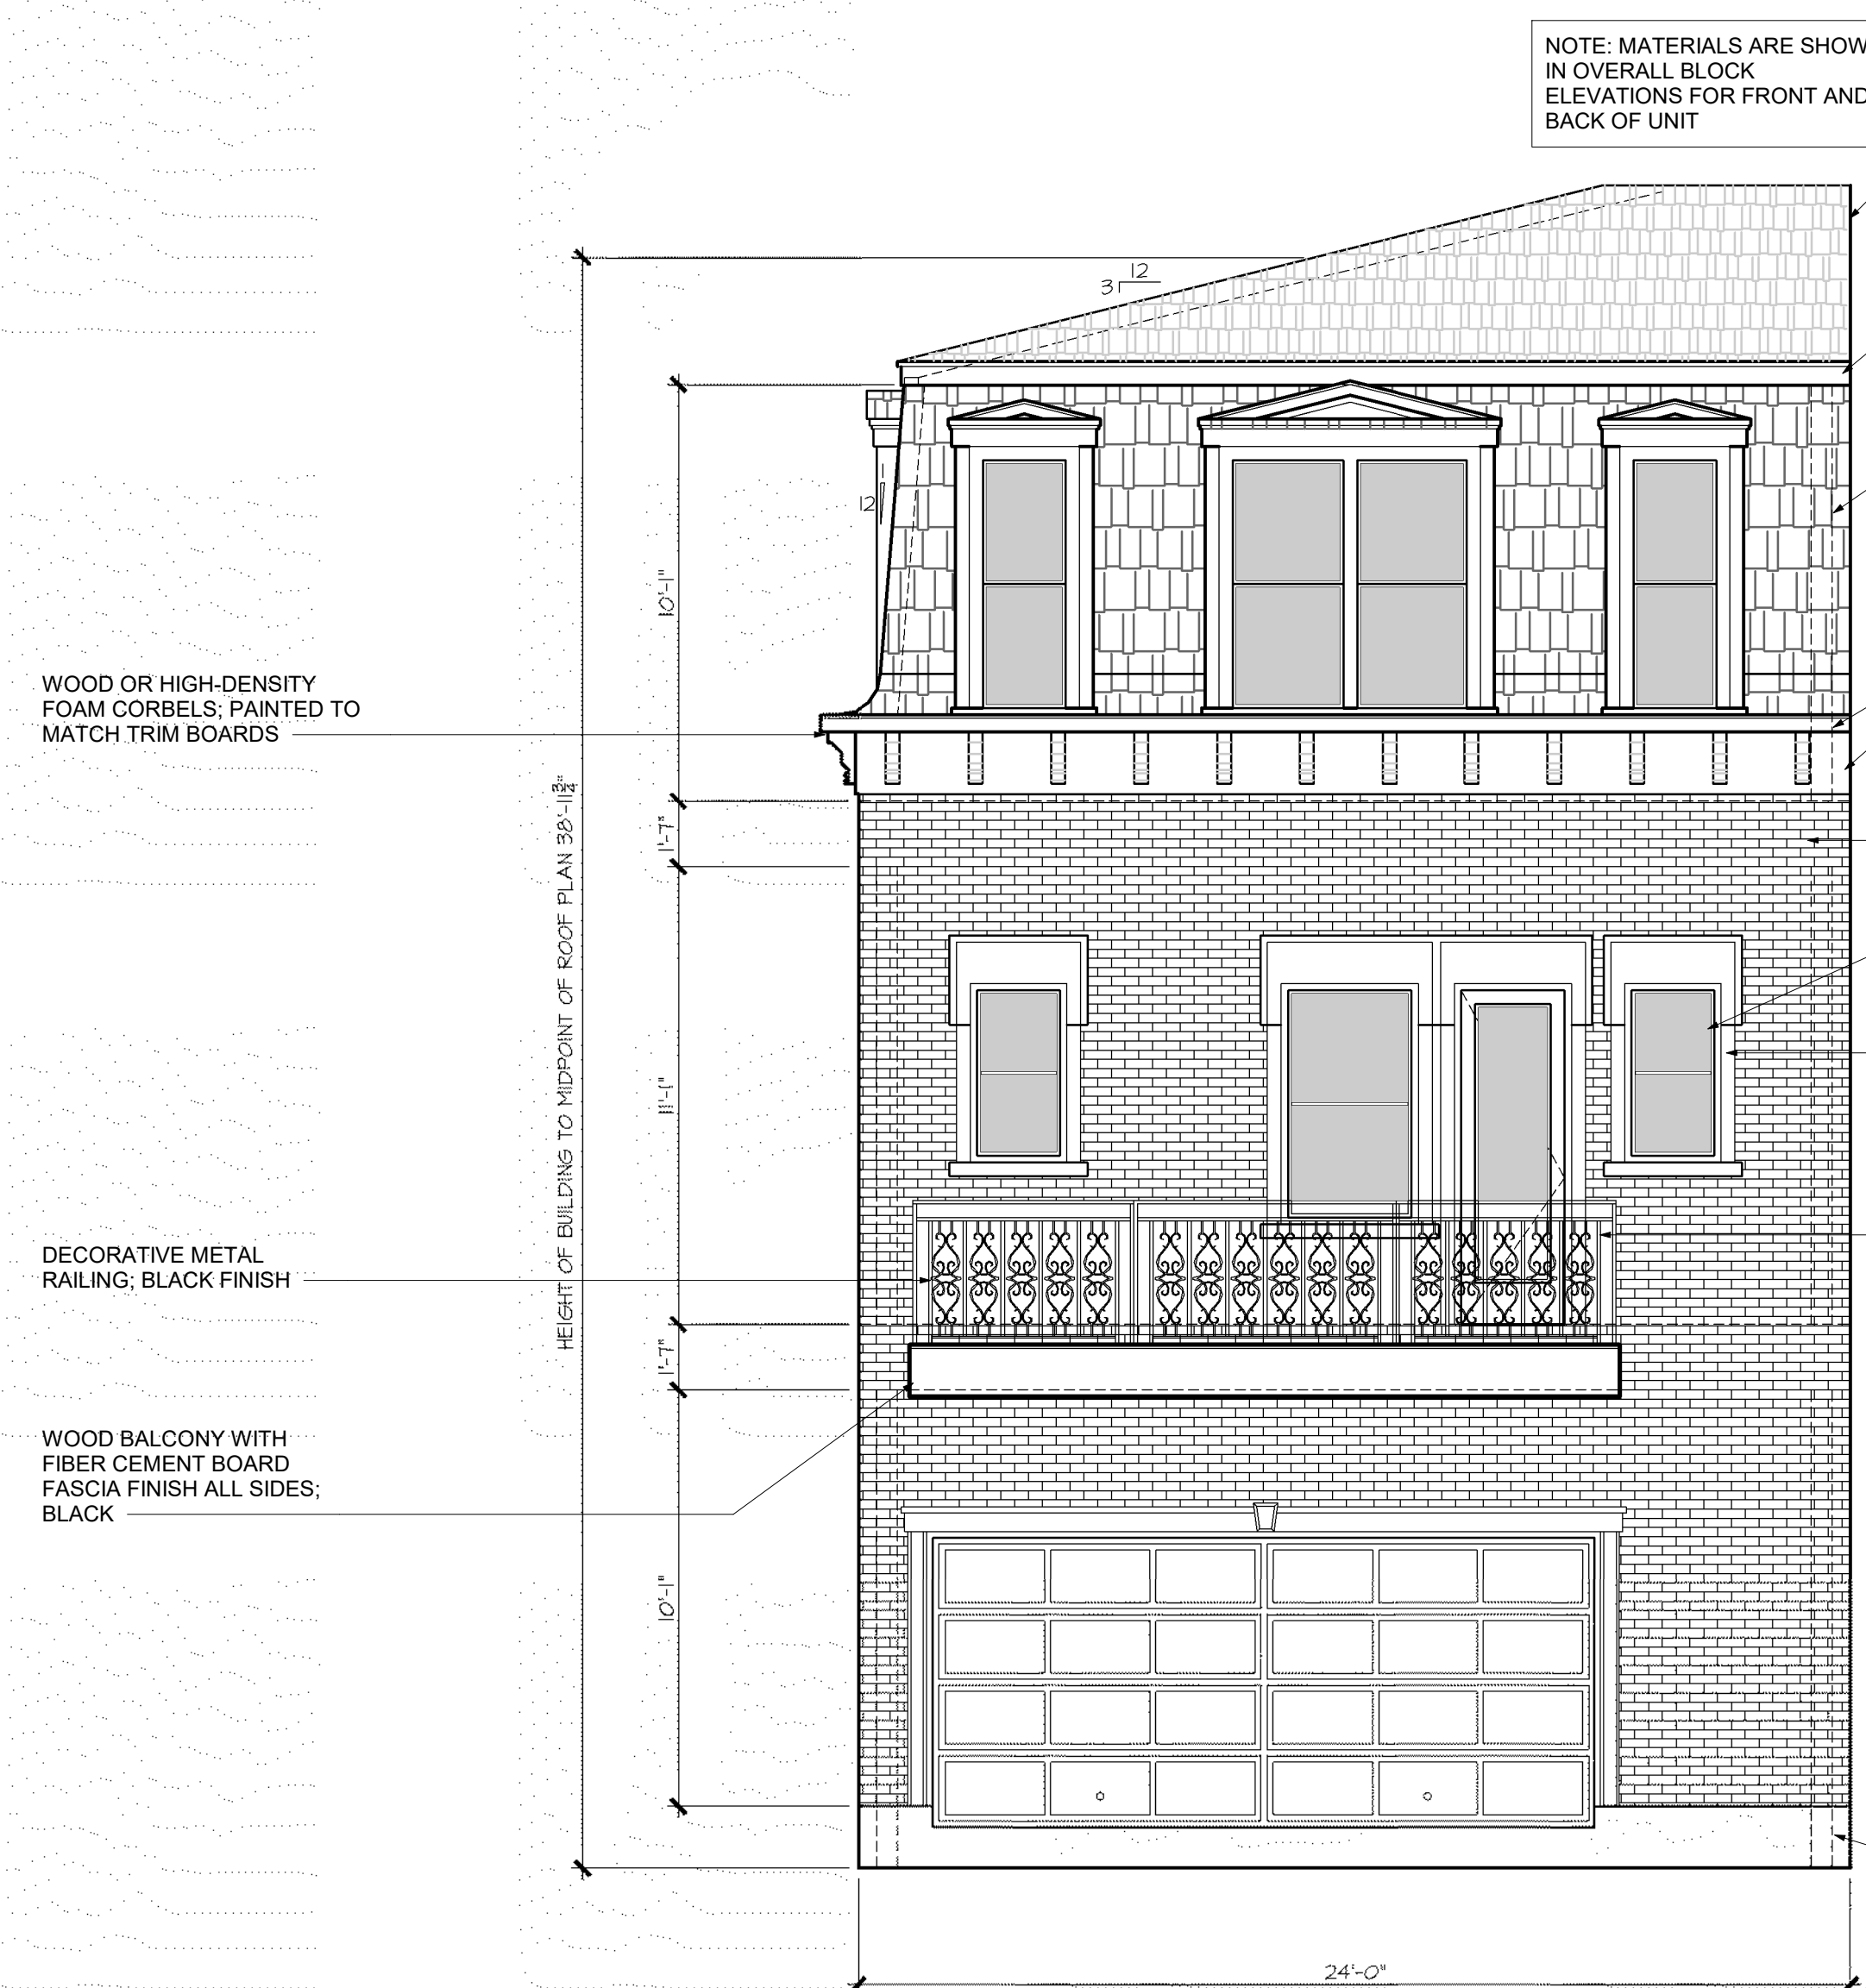 NOTE: MATERIALS ARE SHOW
IN OVERALL BLOCK
ELEVATIONS FOR FRONT AND
BACK OF UNIT
12
3
12
10'-1"
WOOD OR HIGH-DENSITY
FOAM CORBELS; PAINTED TO
MATCH TRIM BOARDS
HEIGHT OF BUILDING TO MIDPOINT OF ROOF PLAN 38'-11 3/4"
1'-7"
11'-1"
DECORATIVE METAL
RAILING; BLACK FINISH
1'-7"
WOOD BALCONY WITH
FIBER CEMENT BOARD
FASCIA FINISH ALL SIDES;
BLACK
10'-1"
24'-0"